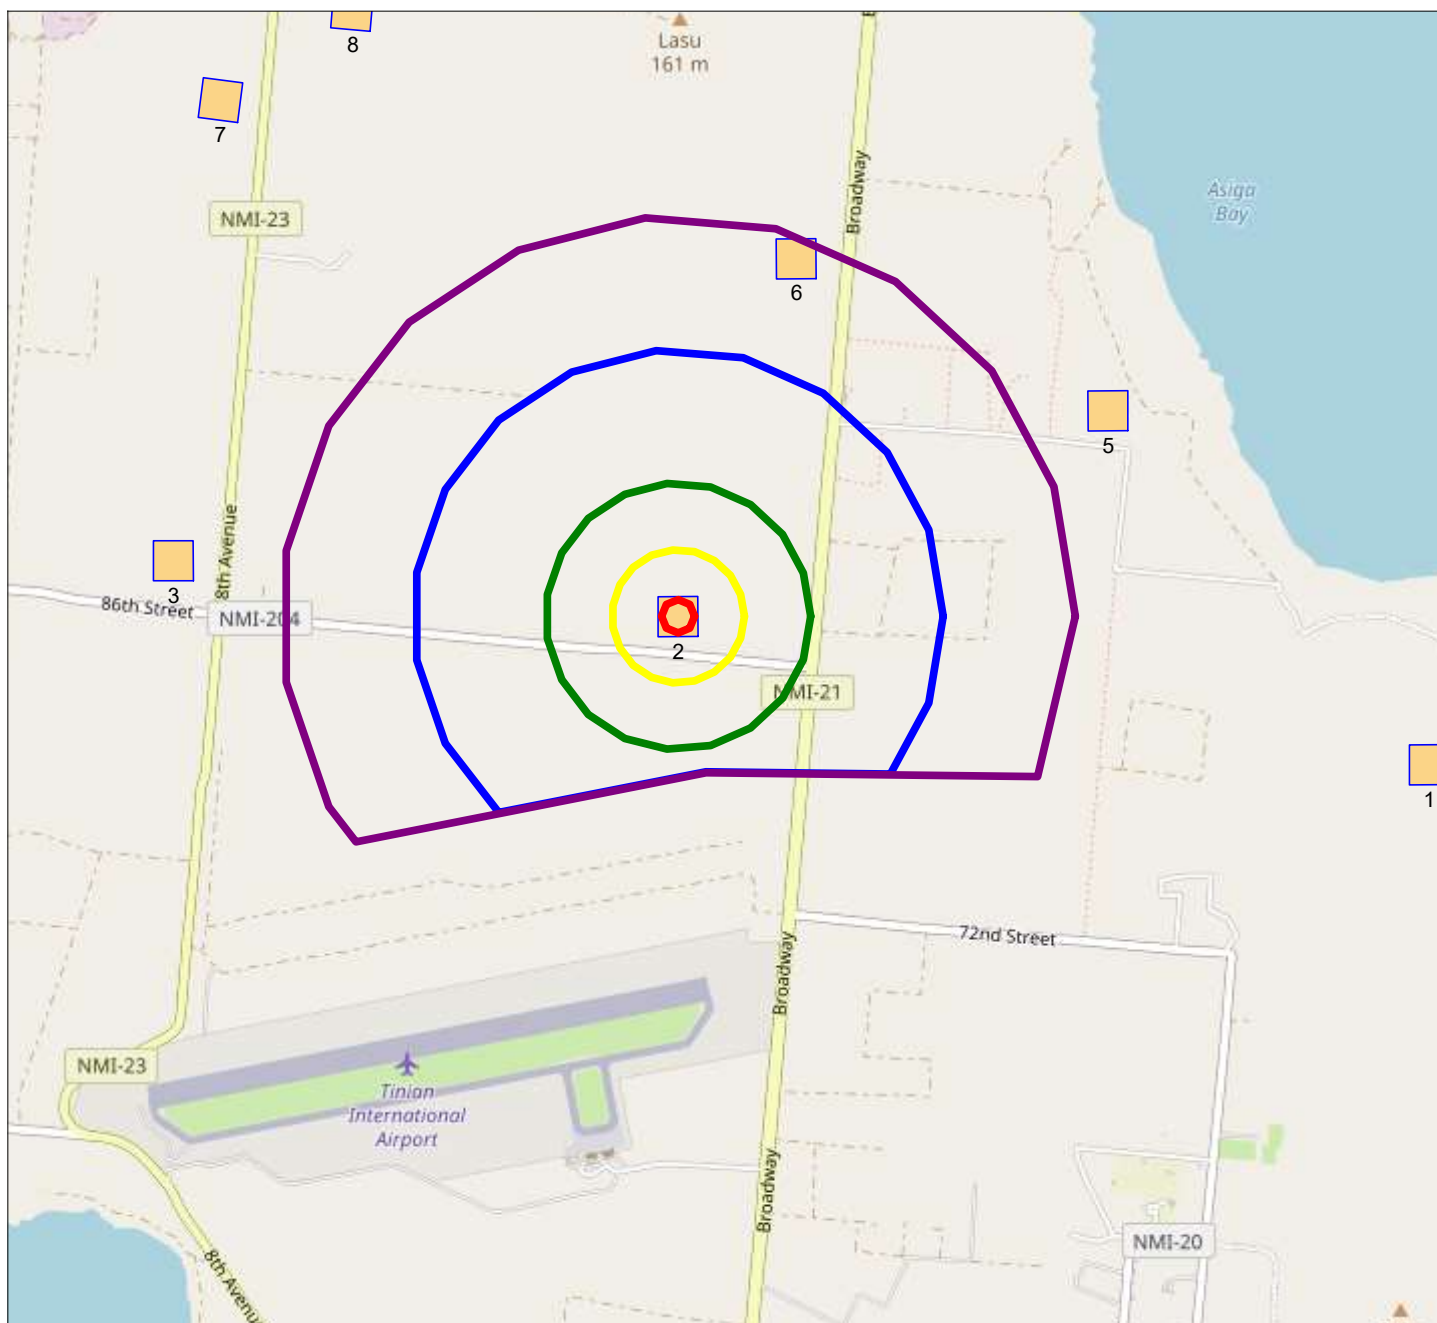 8
Lasu
161 m
7
Broadway
Asiga
Bay
NMI-23
6
5
8th Avenue
3
86th Street
NMI-204
2
NMI-21
1
72nd Street
Broadway
NMI-23
Tinian
International
Airport
Broadway
NMI-20
8th Avenu